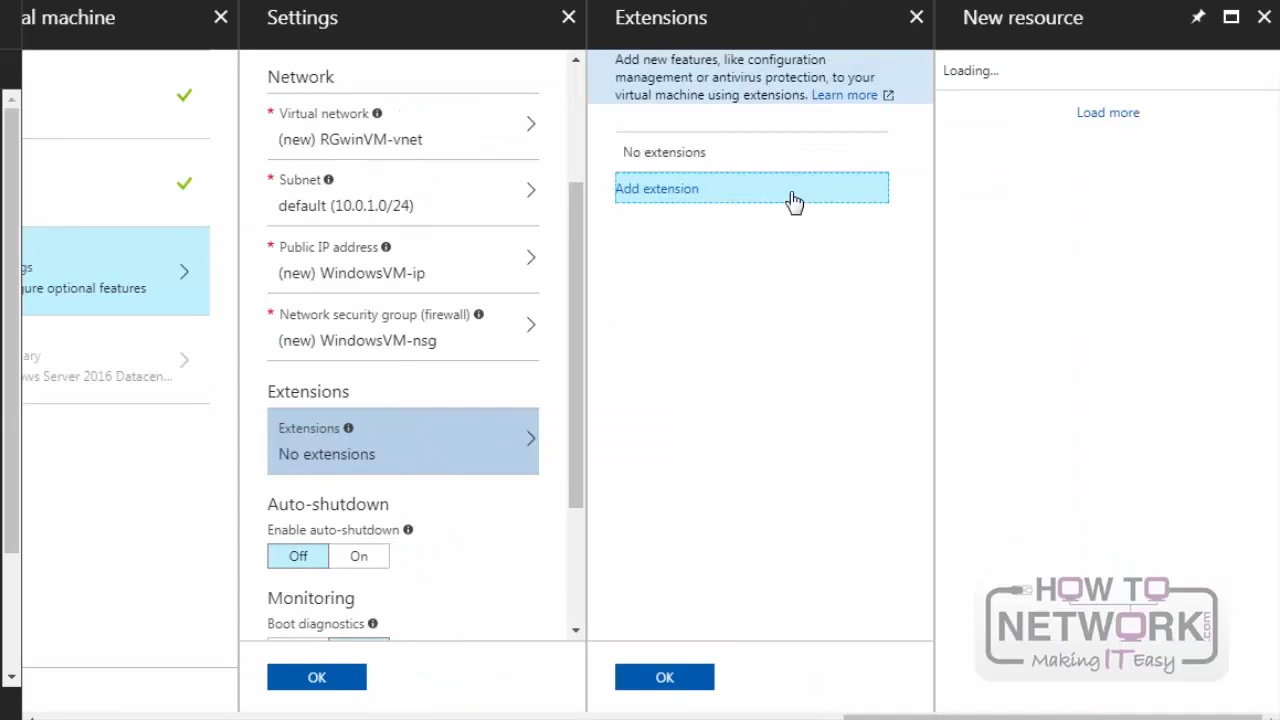 al machine
gs
gure optional features
ary
ws Server 2016 Datacen...
Settings
Network
* Virtual network
(new) RGwinVM-vnet
* Subnet
default (10.0.1.0/24)
* Public IP address
(new) WindowsVM-ip
* Network security group (firewall)
(new) WindowsVM-nsg
Extensions
Extensions
No extensions
Auto-shutdown
Enable auto-shutdown
Off On
Monitoring
Boot diagnostics
OK
Extensions
Add new features, like configuration
management or antivirus protection, to your
virtual machine using extensions. Learn more
No extensions
Add extension
OK
New resource
Loading...
Load more
HOW TO
NETWORK.com
Making IT Easy